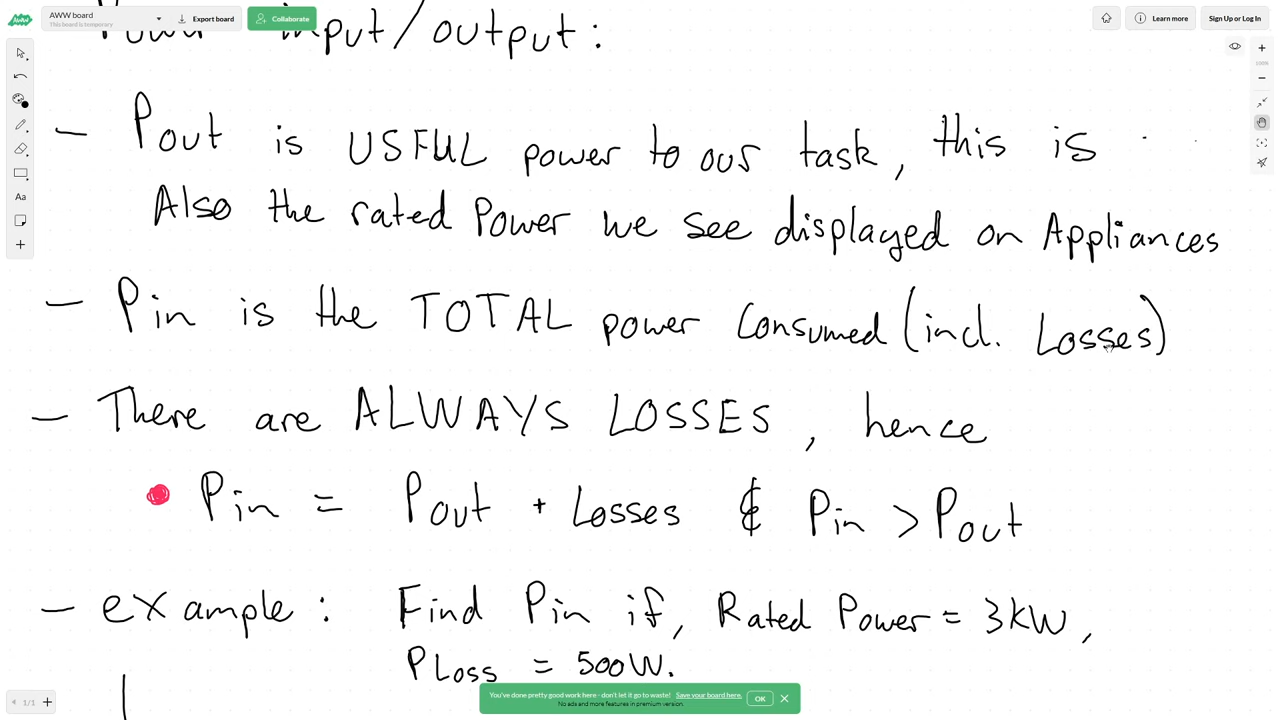 AWW board
This board is temporary
Export board
Collaborate
Learn more
Sign Up or Log In
Power input/output:
100%
- Pout is USFUL power to our task, this is
Also the rated Power we see displayed on Appliances
Aa
- Pin is the TOTAL power consumed (incl. Losses)
- There are ALWAYS LOSSES, hence
Pin = Pout + Losses & Pin > Pout
- example: Find Pin if, Rated Power = 3kW,
PLoss = 500W.
You've done pretty good work here - don't let it go to waste! Save your board here.
No ads and more features in premium version.
OK
1/1